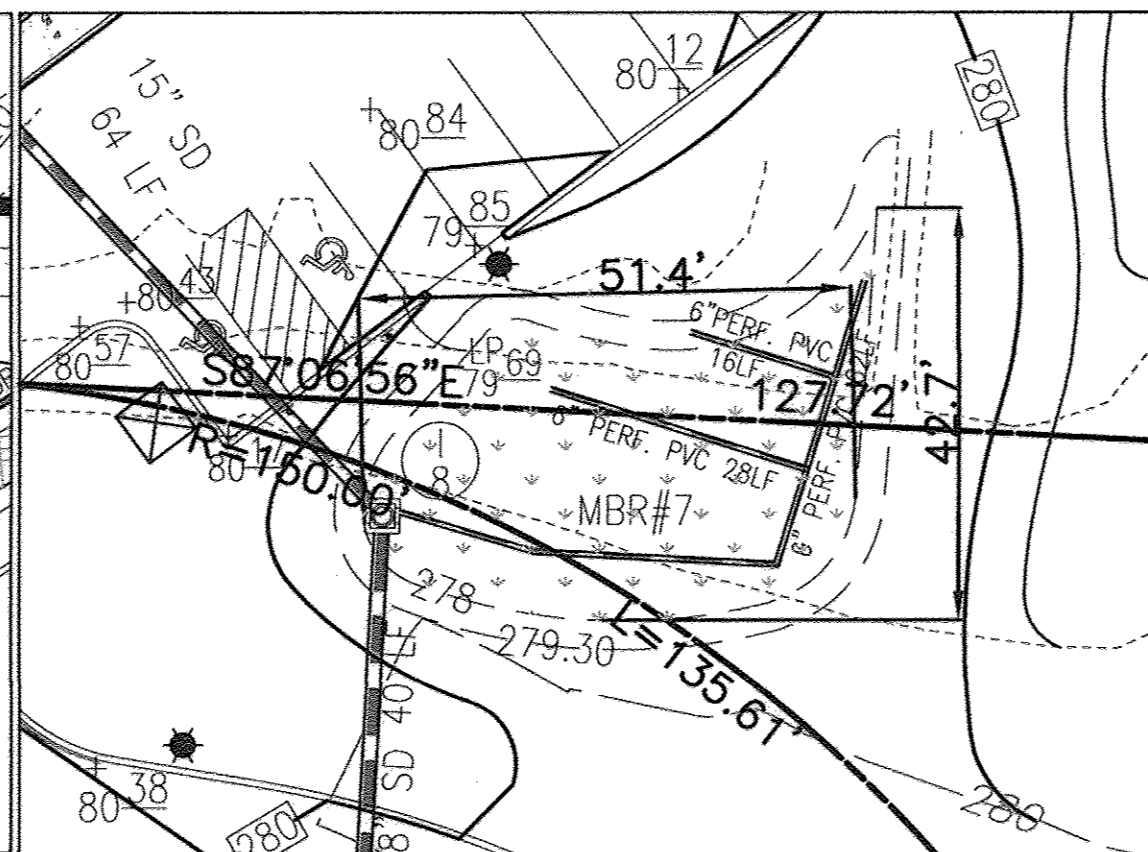 15" SD
64 LF
80 12
80 84
79 85
280
80 43
80 57
51.4'
6"PERF. PVC
16LF
LP 69
79
S87°06'56"E
127.72'
42.7'
6" PERF. PVC 28LF
6" PERF.
1
8
R=150.00'
MBR#7
278
279.30
L=135.61'
SD 40 LF
8"
80 38
280
280